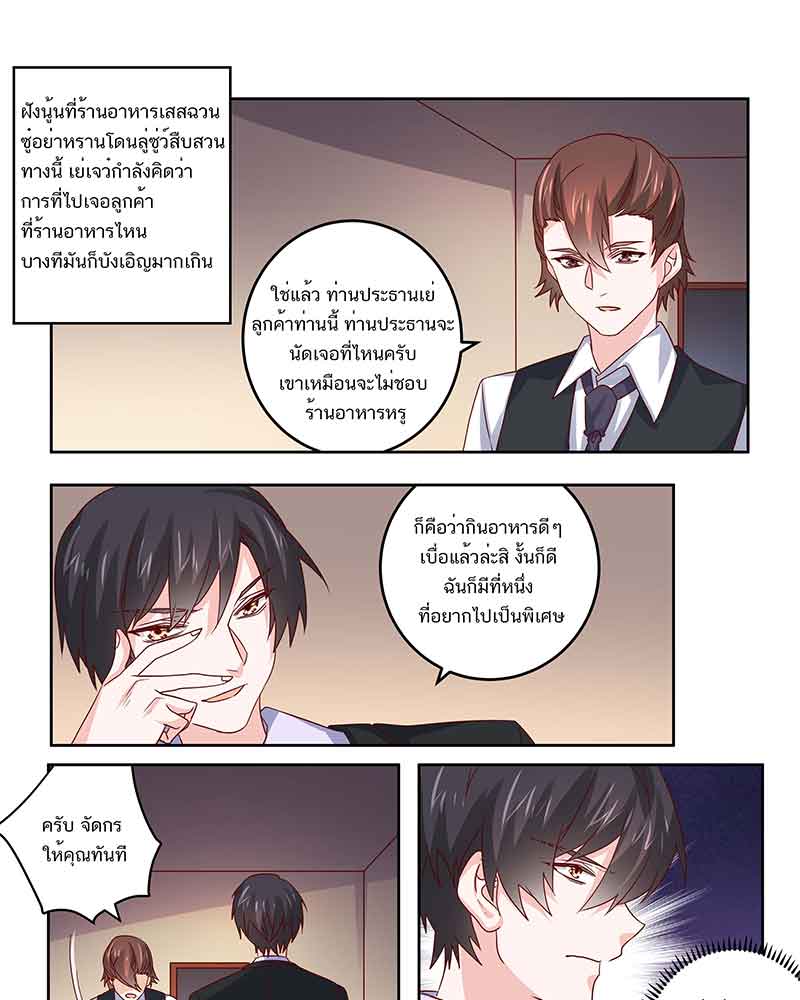 ฝังนู้นที่ร้านอาหารเสสฉวน
ซู๋อย่าหรานโดนลู่ซู่ว์สืบสวน
ทางนี้ เย่เจว๋กำลังคิดว่า
การที่ไปเจอลูกค้า
ที่ร้านอาหารไหน
บางทีมันก็บังเอิญมากเกิน
ใช่แล้ว ท่านประธานเย่
ลูกค้าท่านนี้ ท่านประธานจะ
นัดเจอที่ไหนครับ
เขาเหมือนจะไม่ชอบ
ร้านอาหารหรู
ก็คือว่ากินอาหารดีๆ
เบื่อแล้วล่ะสิ งั้นก็ดี
ฉันก็มีที่หนึ่ง
ที่อยากไปเป็นพิเศษ
ครับ จัดกร
ให้คุณทันที